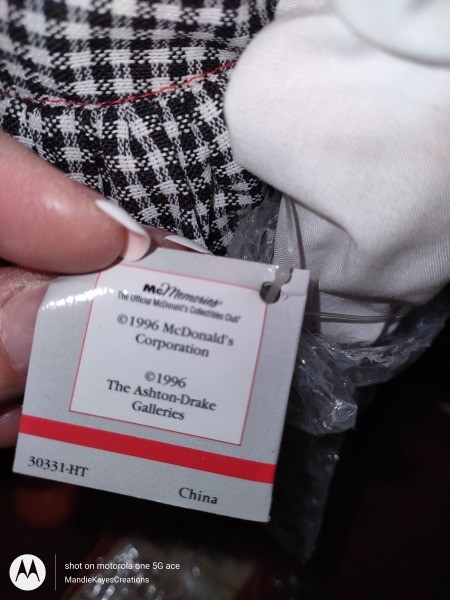 McMemories
The Official McDonald's Collectibles Club
©1996 McDonald's
Corporation
©1996
The Ashton-Drake
Galleries
30331-HT
China
shot on motorola one 5G ace
MandieKayesCreations